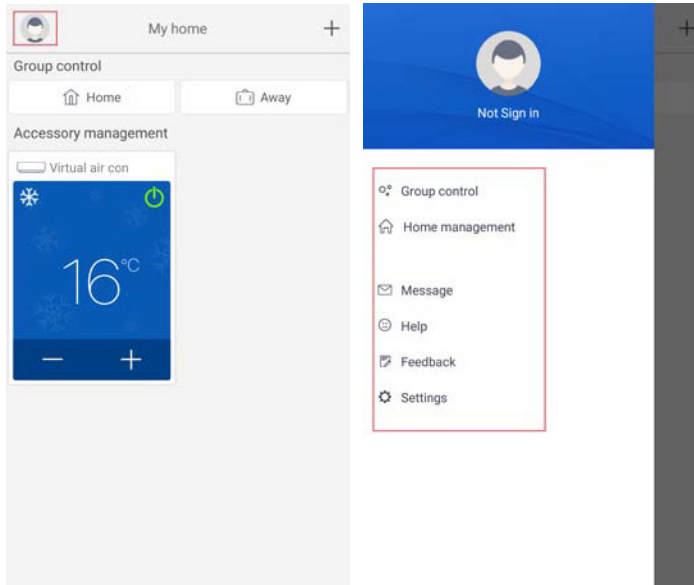 My home
+
Group control
Home
Away
Accessory management
Virtual air con
16°C
− +
Not Sign in
+
Group control
Home management
Message
Help
Feedback
Settings